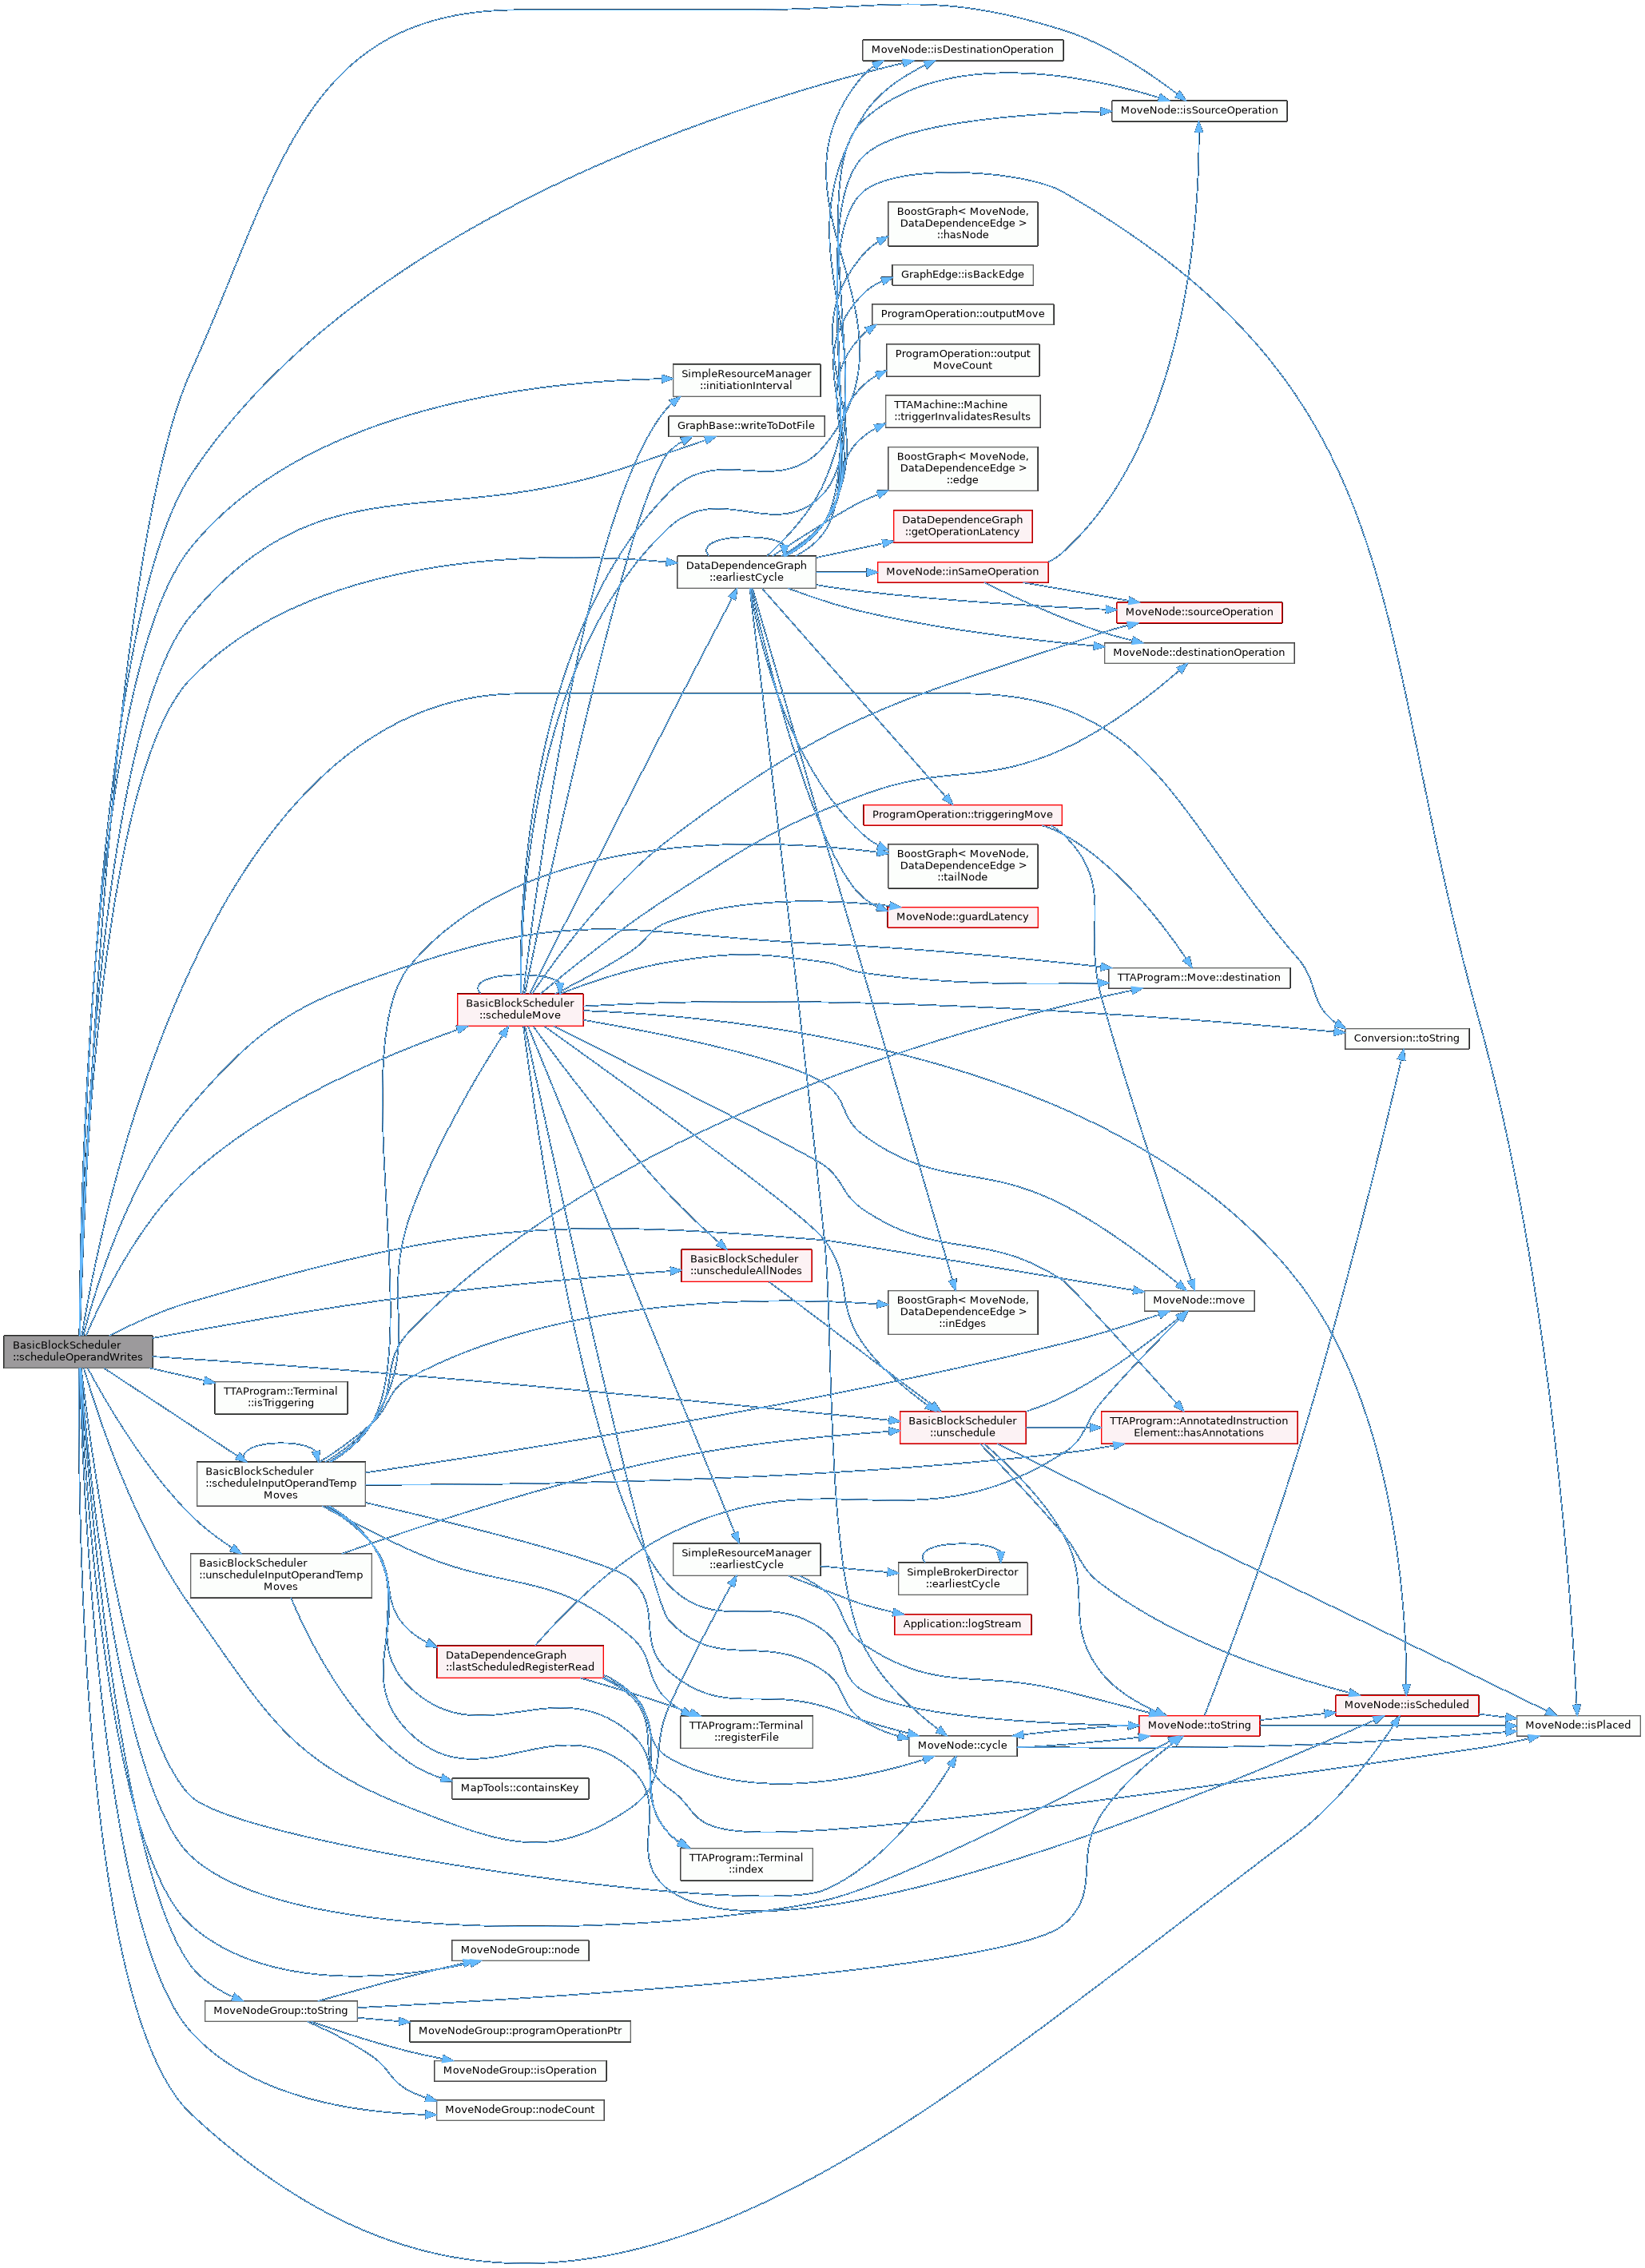 MoveNode::isDestinationOperation
MoveNode::isSourceOperation
BoostGraph< MoveNode,
DataDependenceEdge >
::hasNode
GraphEdge::isBackEdge
ProgramOperation::outputMove
ProgramOperation::output
MoveCount
SimpleResourceManager
::initiationInterval
TTAMachine::Machine
::triggerInvalidatesResults
GraphBase::writeToDotFile
BoostGraph< MoveNode,
DataDependenceEdge >
::edge
DataDependenceGraph
::getOperationLatency
DataDependenceGraph
::earliestCycle
MoveNode::inSameOperation
MoveNode::sourceOperation
MoveNode::destinationOperation
ProgramOperation::triggeringMove
BoostGraph< MoveNode,
DataDependenceEdge >
::tailNode
MoveNode::guardLatency
TTAProgram::Move::destination
BasicBlockScheduler
::scheduleMove
Conversion::toString
BasicBlockScheduler
::unscheduleAllNodes
MoveNode::move
BoostGraph< MoveNode,
DataDependenceEdge >
::inEdges
BasicBlockScheduler
::scheduleOperandWrites
TTAProgram::Terminal
::isTriggering
BasicBlockScheduler
::unschedule
TTAProgram::AnnotatedInstruction
Element::hasAnnotations
BasicBlockScheduler
::scheduleInputOperandTemp
Moves
SimpleResourceManager
::earliestCycle
SimpleBrokerDirector
::earliestCycle
BasicBlockScheduler
::unscheduleInputOperandTemp
Moves
Application::logStream
DataDependenceGraph
::lastScheduledRegisterRead
MoveNode::isScheduled
TTAProgram::Terminal
::registerFile
MoveNode::toString
MoveNode::isPlaced
MoveNode::cycle
MapTools::containsKey
TTAProgram::Terminal
::index
MoveNodeGroup::node
MoveNodeGroup::toString
MoveNodeGroup::programOperationPtr
MoveNodeGroup::isOperation
MoveNodeGroup::nodeCount